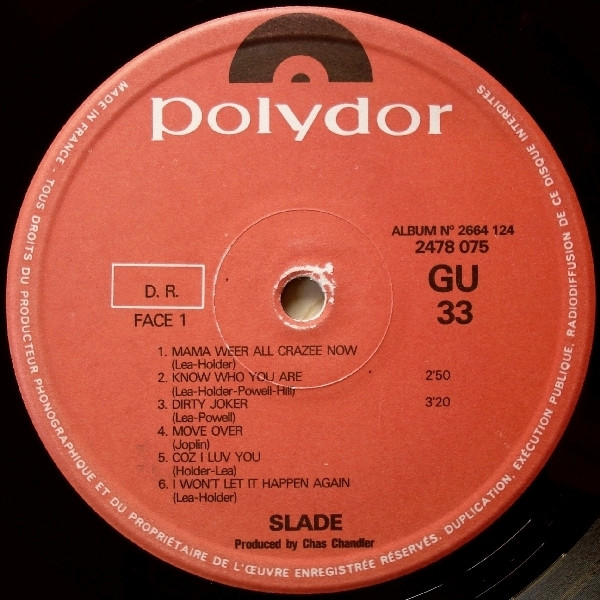 polydor
MADE IN FRANCE - TOUS DROITS DU PRODUCTEUR PHONOGRAPHIQUE ET DU PROPRIÉTAIRE DE L'ŒUVRE ENREGISTRÉE RÉSERVÉS. DUPLICATION, EXÉCUTION PUBLIQUE, RADIODIFFUSION DE CE DISQUE INTERDITES
ALBUM N° 2664 124
2478 075
GU
33
D. R.
FACE 1
1. MAMA WEER ALL CRAZEE NOW
(Lea-Holder)
2. KNOW WHO YOU ARE 2'50
(Lea-Holder-Powell-Hill)
3. DIRTY JOKER 3'20
(Lea-Powell)
4. MOVE OVER
(Joplin)
5. COZ I LUV YOU
(Holder-Lea)
6. I WON'T LET IT HAPPEN AGAIN
(Lea-Holder)
SLADE
Produced by Chas Chandler